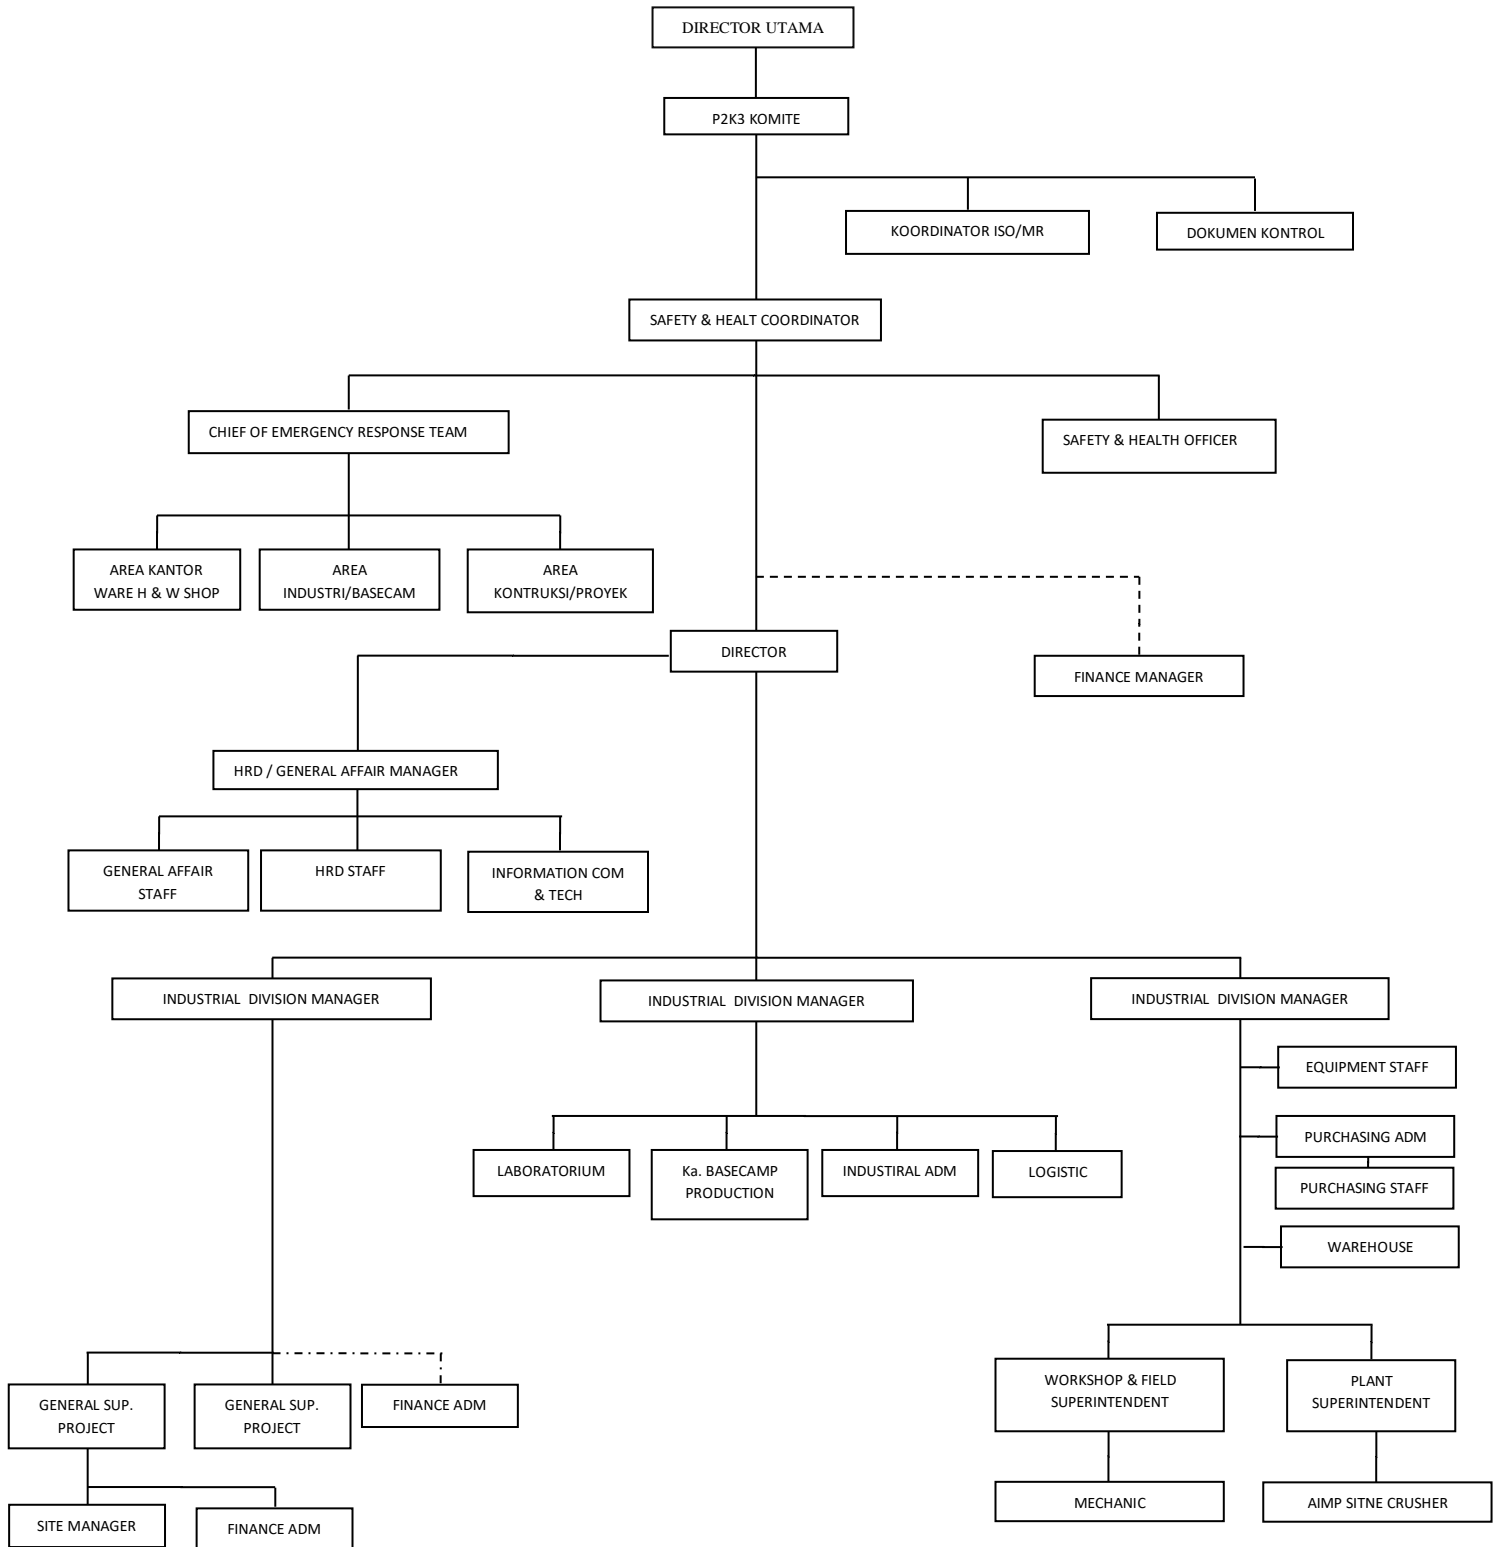 DIRECTOR UTAMA
P2K3 KOMITE
KOORDINATOR ISO/MR
DOKUMEN KONTROL
SAFETY & HEALT COORDINATOR
CHIEF OF EMERGENCY RESPONSE TEAM
SAFETY & HEALTH OFFICER
AREA KANTOR
WARE H & W SHOP
AREA
INDUSTRI/BASECAM
AREA
KONTRUKSI/PROYEK
DIRECTOR
FINANCE MANAGER
HRD / GENERAL AFFAIR MANAGER
GENERAL AFFAIR
STAFF
HRD STAFF
INFORMATION COM
& TECH
INDUSTRIAL  DIVISION MANAGER
INDUSTRIAL  DIVISION MANAGER
INDUSTRIAL  DIVISION MANAGER
EQUIPMENT STAFF
PURCHASING ADM
PURCHASING STAFF
WAREHOUSE
LABORATORIUM
Ka. BASECAMP
PRODUCTION
INDUSTIRAL ADM
LOGISTIC
GENERAL SUP.
PROJECT
GENERAL SUP.
PROJECT
FINANCE ADM
WORKSHOP & FIELD
SUPERINTENDENT
PLANT
SUPERINTENDENT
SITE MANAGER
FINANCE ADM
MECHANIC
AIMP SITNE CRUSHER